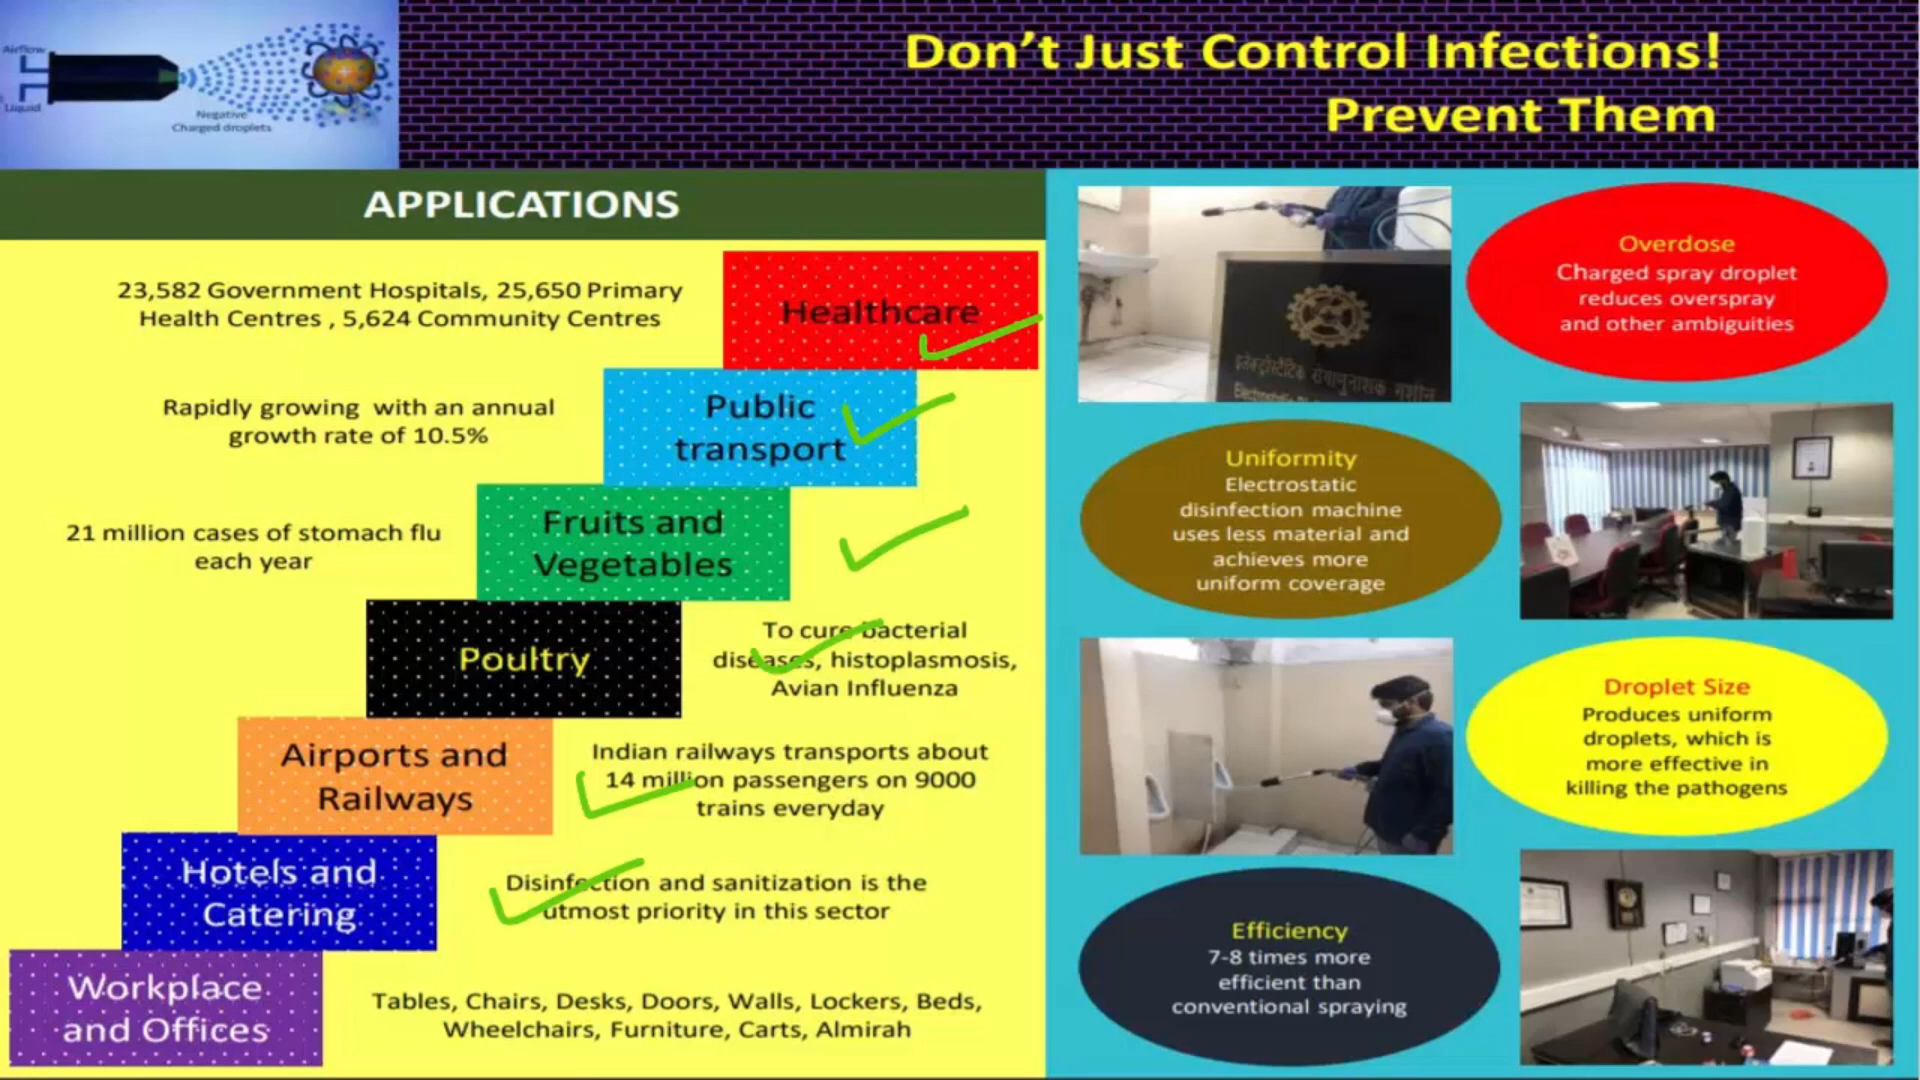 Airflow
Liquid
Negative
Charged droplets
Don't Just Control Infections!
Prevent Them
APPLICATIONS
23,582 Government Hospitals, 25,650 Primary
Health Centres , 5,624 Community Centres
Healthcare
Rapidly growing with an annual
growth rate of 10.5%
Public
transport
21 million cases of stomach flu
each year
Fruits and
Vegetables
Poultry
To cure bacterial
diseases, histoplasmosis,
Avian Influenza
Airports and
Railways
Indian railways transports about
14 million passengers on 9000
trains everyday
Hotels and
Catering
Disinfection and sanitization is the
utmost priority in this sector
Workplace
and Offices
Tables, Chairs, Desks, Doors, Walls, Lockers, Beds,
Wheelchairs, Furniture, Carts, Almirah
इलेक्ट्रोस्टैटिक रोगाणुनाशक मशीन
Overdose
Charged spray droplet
reduces overspray
and other ambiguities
Uniformity
Electrostatic
disinfection machine
uses less material and
achieves more
uniform coverage
Droplet Size
Produces uniform
droplets, which is
more effective in
killing the pathogens
Efficiency
7-8 times more
efficient than
conventional spraying